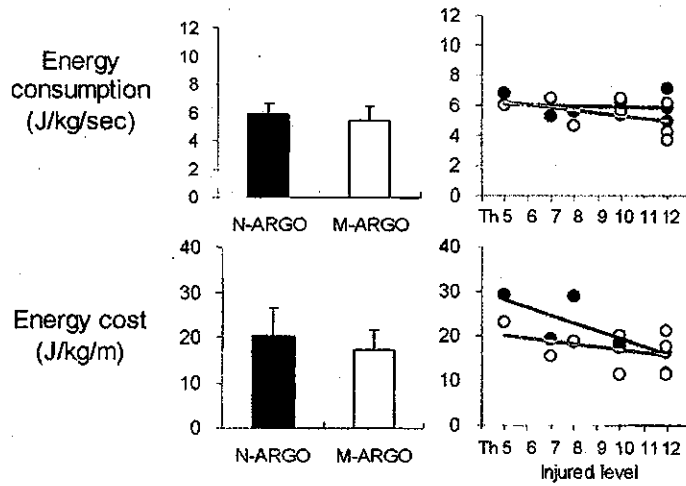 Energy
consumption
(J/kg/sec)
12
10
8
6
4
2
0
N-ARGO M-ARGO
12
10
8
6
4
2
0
Th 5 6 7 8 9 10 11 12
Energy cost
(J/kg/m)
40
30
20
10
0
N-ARGO M-ARGO
40
30
20
10
0
Th 5 6 7 8 9 10 11 12
Injured level